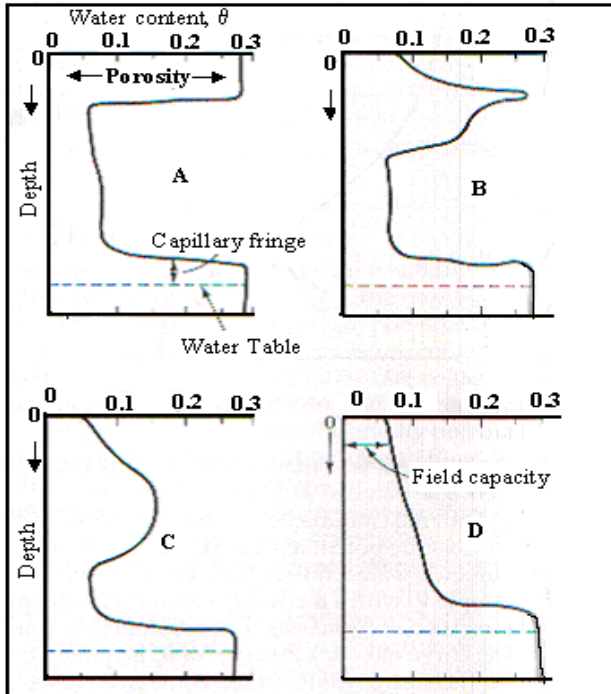 Water content, θ
0 0.1 0.2 0.3
0 0.1 0.2 0.3
0
Porosity
0
Depth
A
B
Capillary fringe
Water Table
0 0.1 0.2 0.3
0 0.1 0.2 0.3
0
0
Field capacity
Depth
C
D